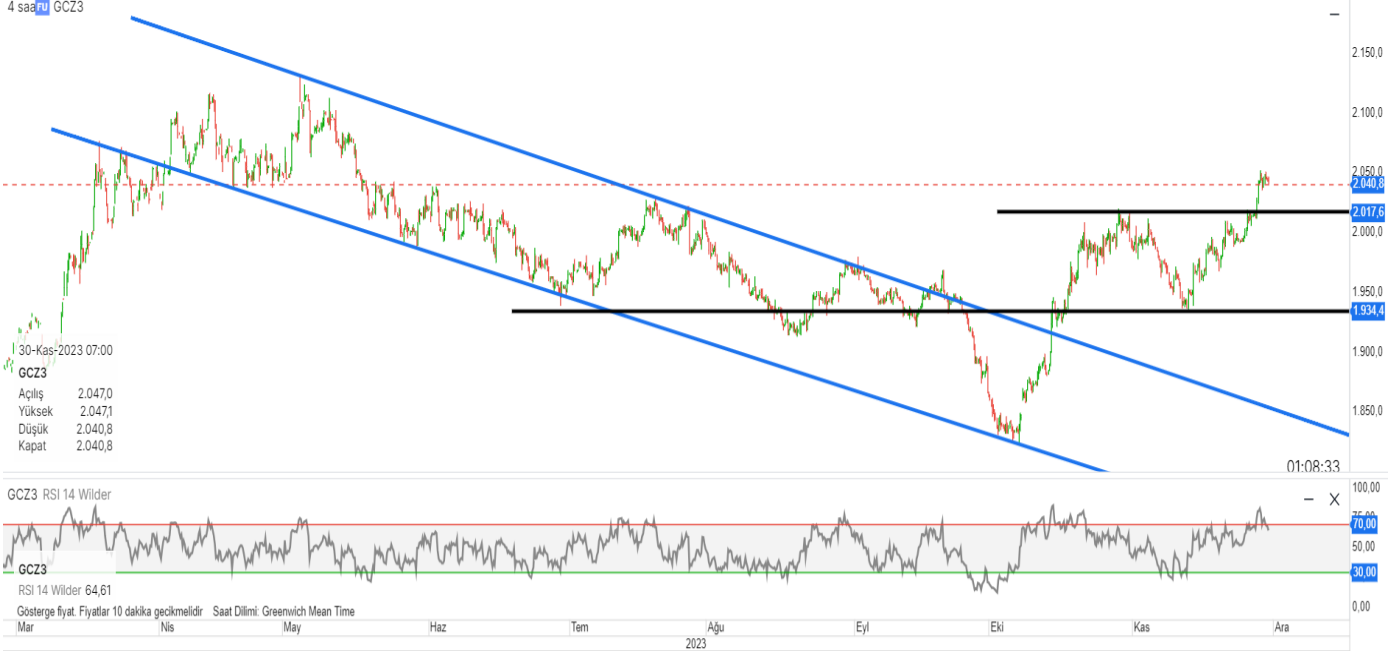 4 saa FU GCZ3
2.150,0
2.100,0
2.050,0
2.040,8
2.017,6
2.000,0
1.950,0
1.934,4
1.900,0
1.850,0
30-Kas-2023 07:00
GCZ3
Açılış 2.047,0
Yüksek 2.047,1
Düşük 2.040,8
Kapat 2.040,8
01:08:33
GCZ3 RSI 14 Wilder
100,00
75,00
70,00
50,00
30,00
0,00
GCZ3
RSI 14 Wilder 64,61
Gösterge fiyat. Fiyatlar 10 dakika gecikmelidir Saat Dilimi: Greenwich Mean Time
Mar Nis May Haz Tem Ağu Eyl Eki Kas Ara
2023